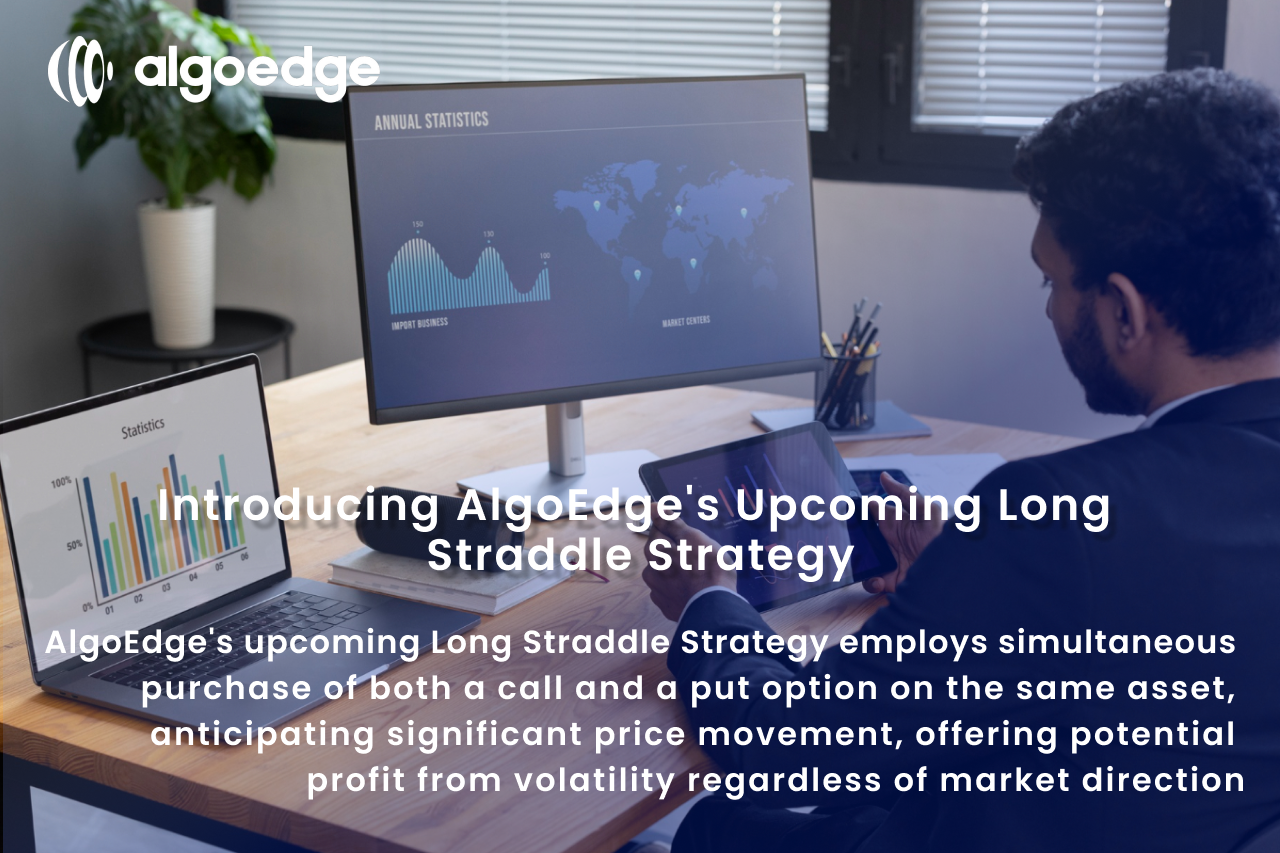 algoedge
ANNUAL STATISTICS
150
130
100
IMPORT BUSINESS
MARKET CENTERS
Statistics
100%
50%
0%
01
02
03
04
05
06
Introducing AlgoEdge's Upcoming Long
Straddle Strategy
AlgoEdge's upcoming Long Straddle Strategy employs simultaneous
purchase of both a call and a put option on the same asset,
anticipating significant price movement, offering potential
profit from volatility regardless of market direction